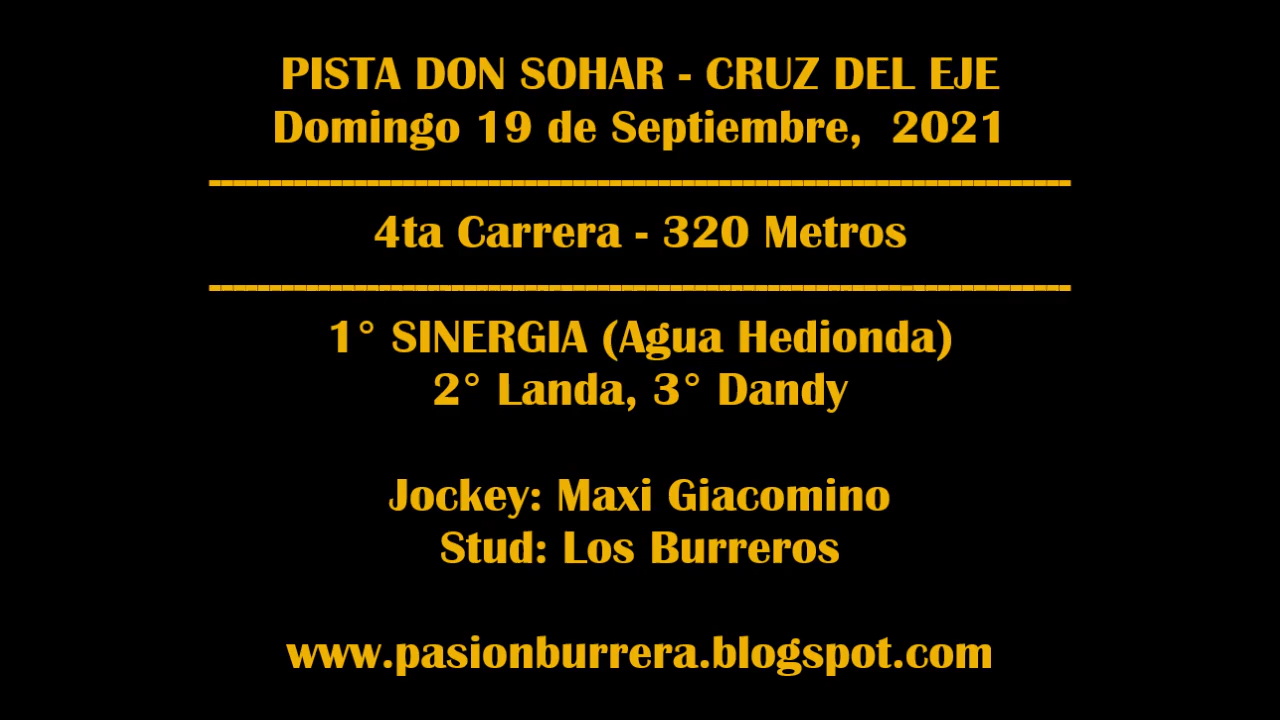 PISTA DON SOHAR - CRUZ DEL EJE
Domingo 19 de Septiembre,  2021
-----------------------------------------------------------------------
4ta Carrera - 320 Metros
-----------------------------------------------------------------------
1° SINERGIA (Agua Hedionda)
2° Landa, 3° Dandy
Jockey: Maxi Giacomino
Stud: Los Burreros
www.pasionburrera.blogspot.com